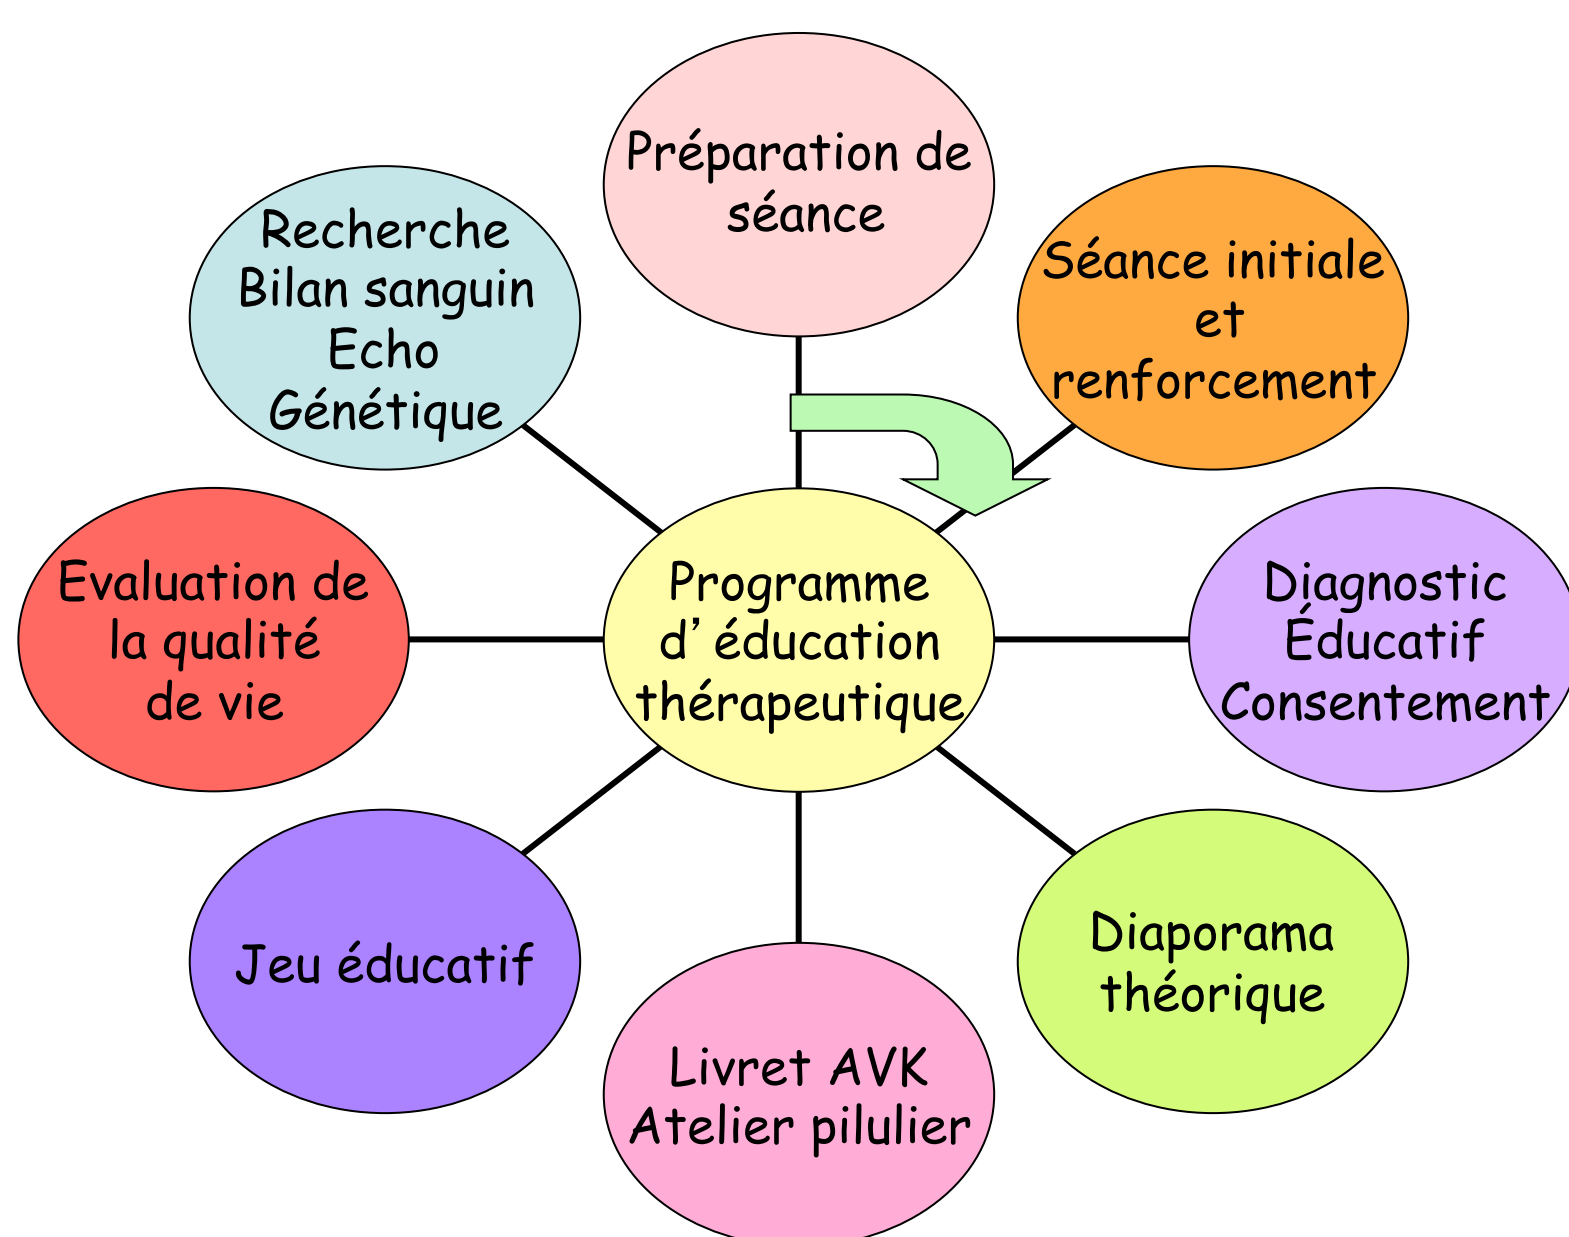 Préparation de
séance
Séance initiale
et
renforcement
Diagnostic
Éducatif
Consentement
Diaporama
théorique
Livret AVK
Atelier pilulier
Jeu éducatif
Evaluation de
la qualité
de vie
Recherche
Bilan sanguin
Echo
Génétique
Programme
d’éducation
thérapeutique